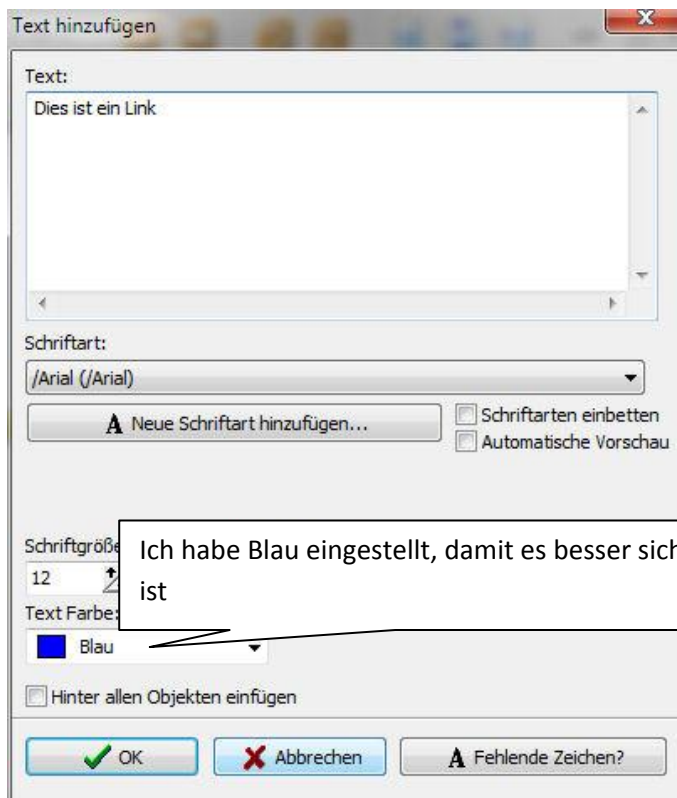 Text hinzufügen
Text:
Dies ist ein Link
Schriftart:
/Arial (/Arial)
A Neue Schriftart hinzufügen...
Schriftarten einbetten
Automatische Vorschau
Schriftgröße
12
Ich habe Blau eingestellt, damit es besser
ist
Text Farbe:
Blau
Hinter allen Objekten einfügen
OK
Abbrechen
A Fehlende Zeichen?